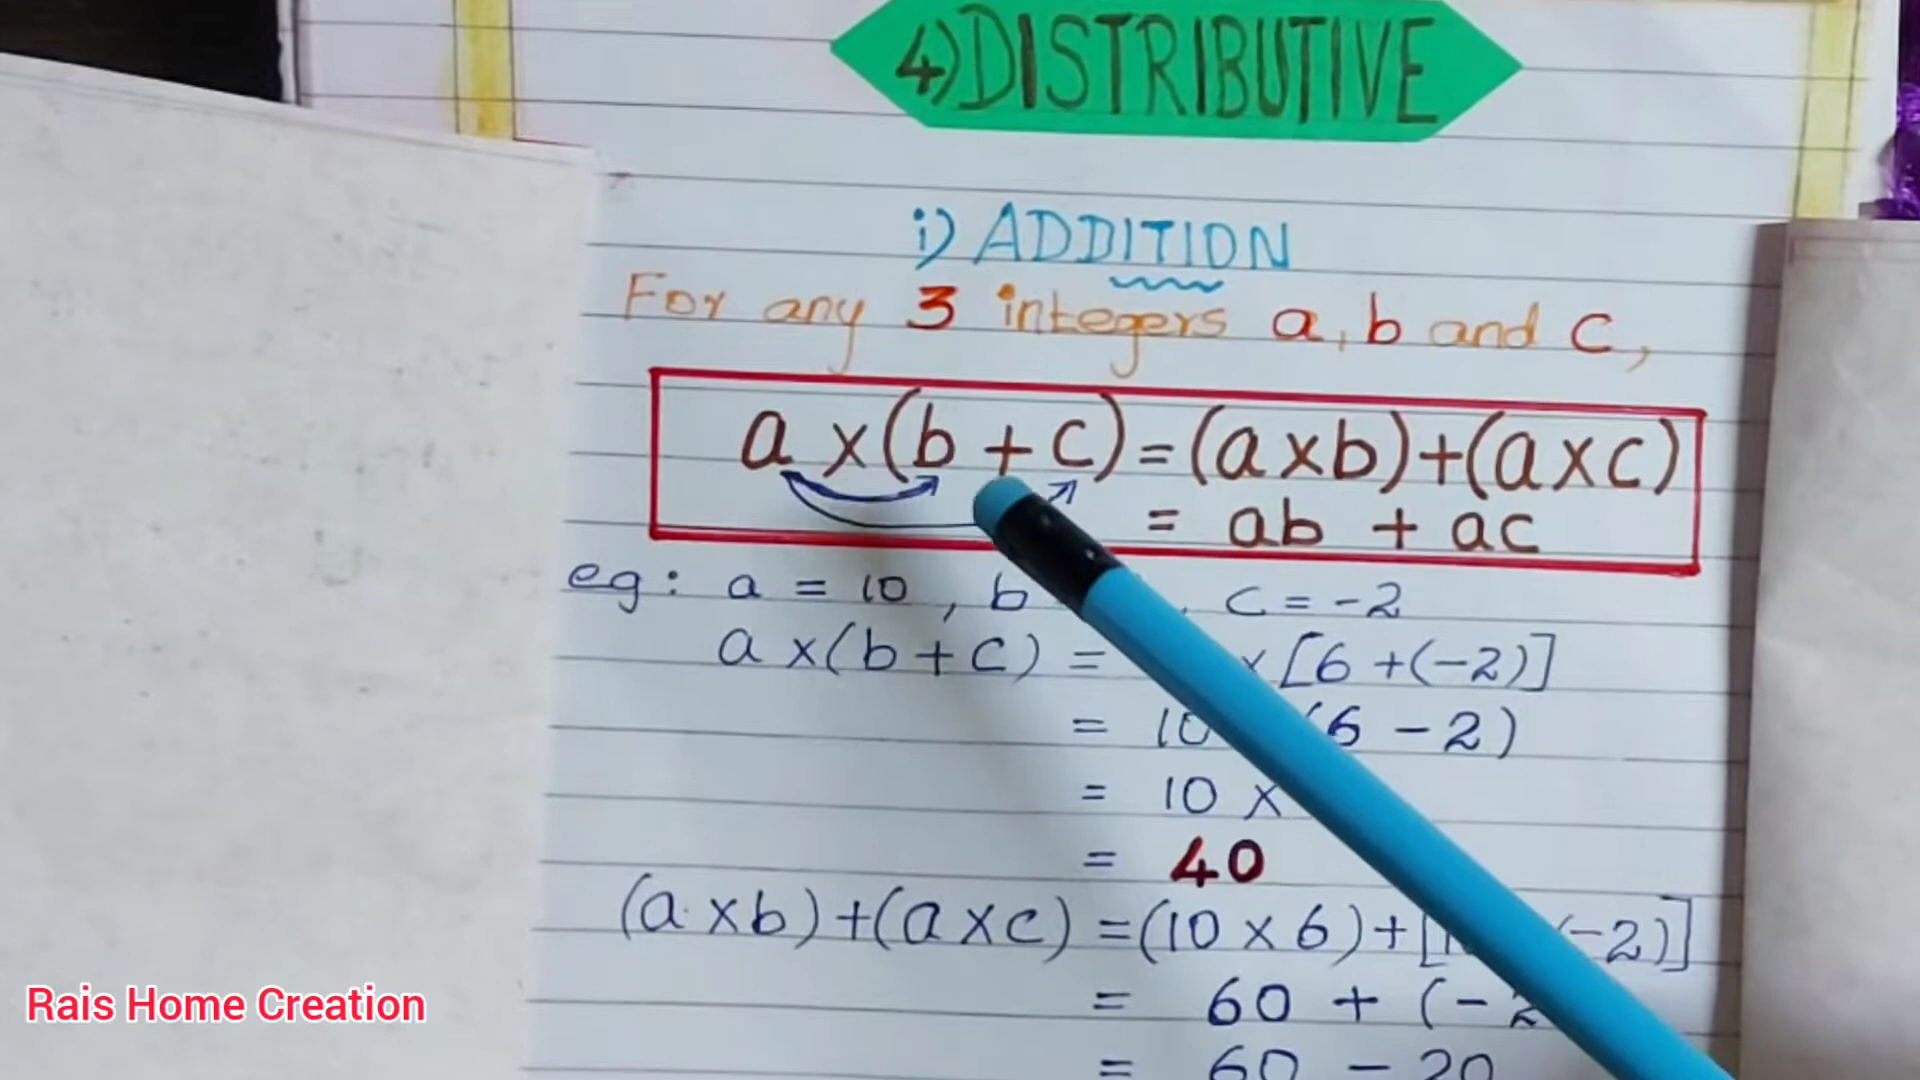 4) DISTRIBUTIVE
i) ADDITION
For any 3 integers a, b and c,
a × (b + c) = (a × b) + (a × c)
= ab + ac
eg: a = 10, b , c = -2
a × (b + c) = × [6 + (-2)]
= 10 (6 - 2)
= 10 ×
= 40
(a × b) + (a × c) = (10 × 6) + [ (-2)]
= 60 + (-2
= 60 - 20
Rais Home Creation